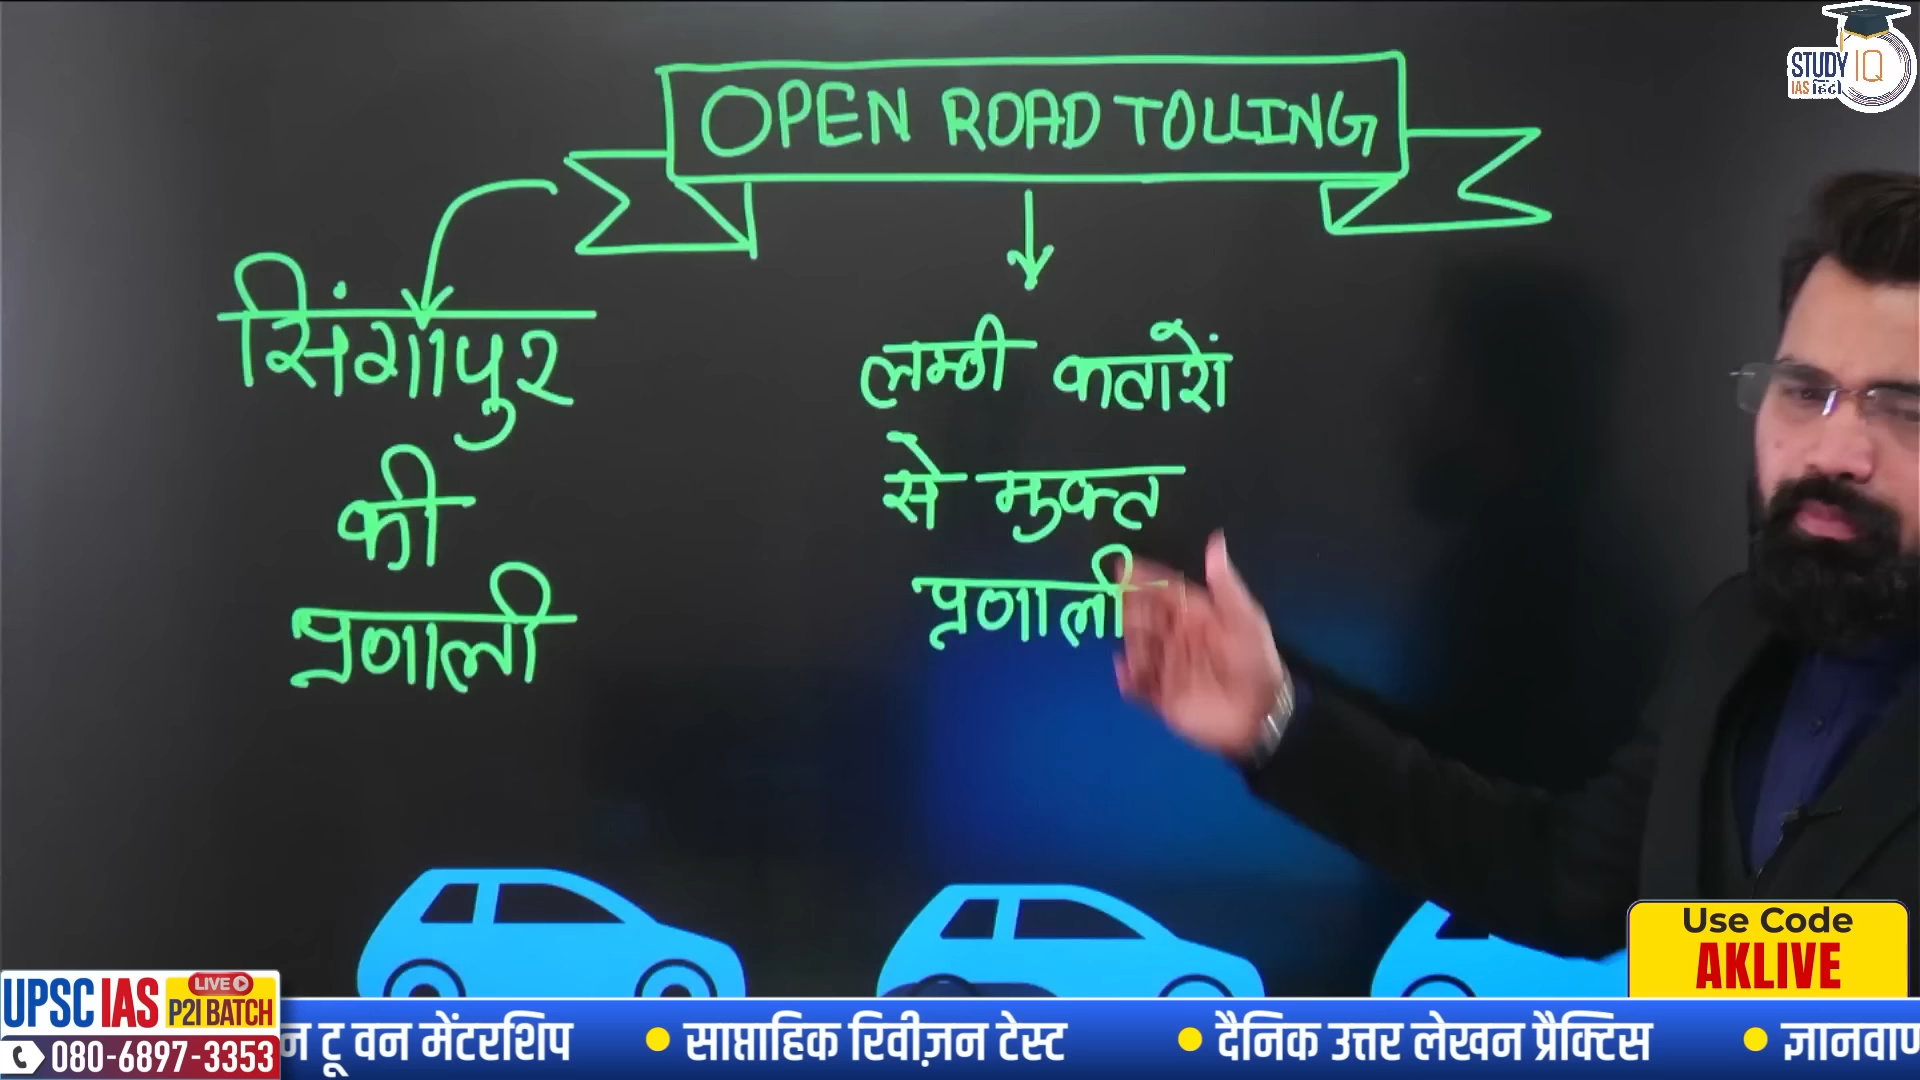 OPEN ROAD TOLLING
सिंगापुर
की
प्रणाली
लम्बी कतारों
से मुक्त
प्रणाली
STUDY IQ
IAS हिंदी
Use Code
AKLIVE
UPSC IAS
LIVE
P2I BATCH
080-6897-3353
न टू वन मेंटरशिप
साप्ताहिक रिवीज़न टेस्ट
दैनिक उत्तर लेखन प्रैक्टिस
ज्ञानवाण